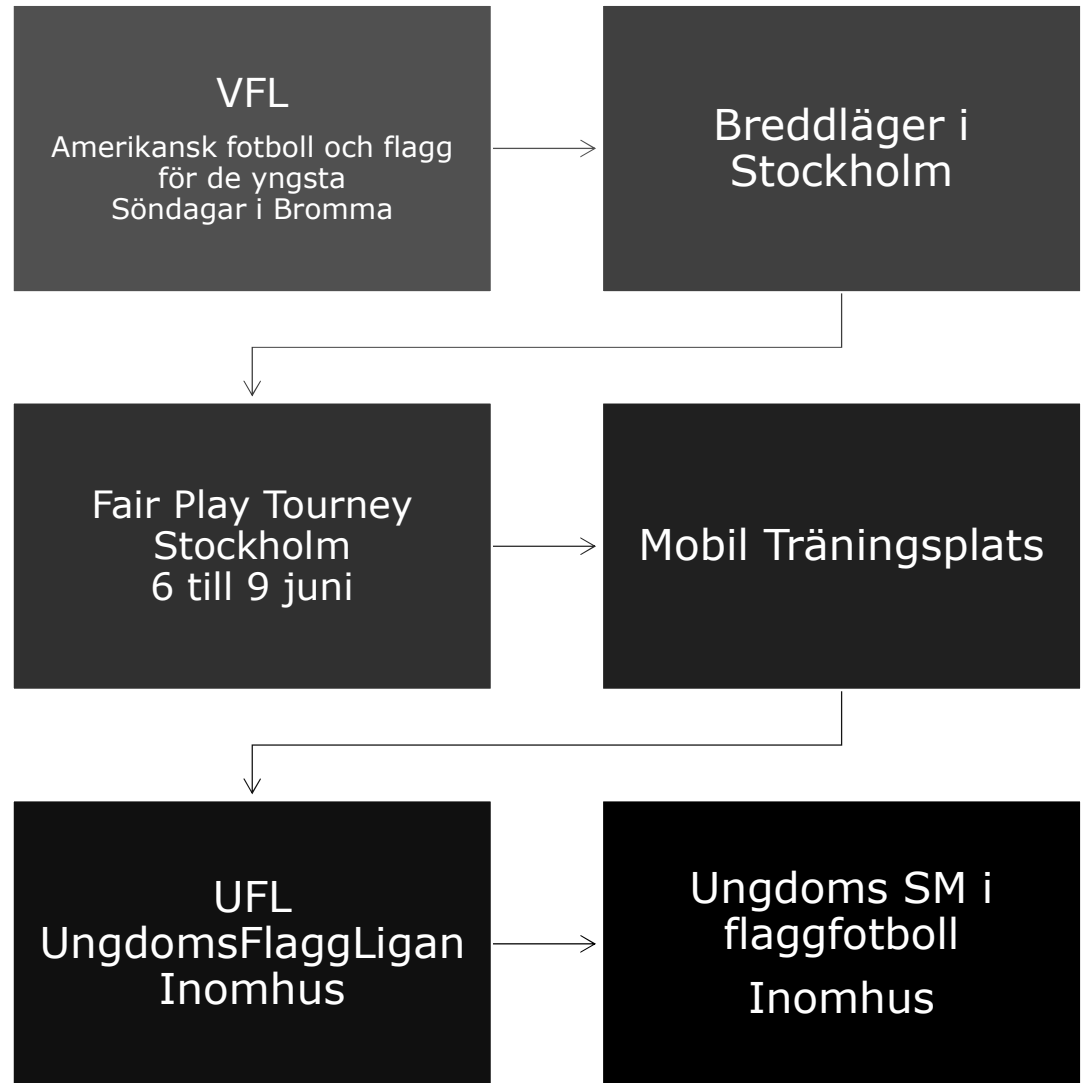 VFL
Amerikansk fotboll och flagg
för de yngsta
Söndagar i Bromma
Breddläger i
Stockholm
Fair Play Tourney
Stockholm
6 till 9 juni
Mobil Träningsplats
UFL
UngdomsFlaggLigan
Inomhus
Ungdoms SM i
flaggfotboll
Inomhus